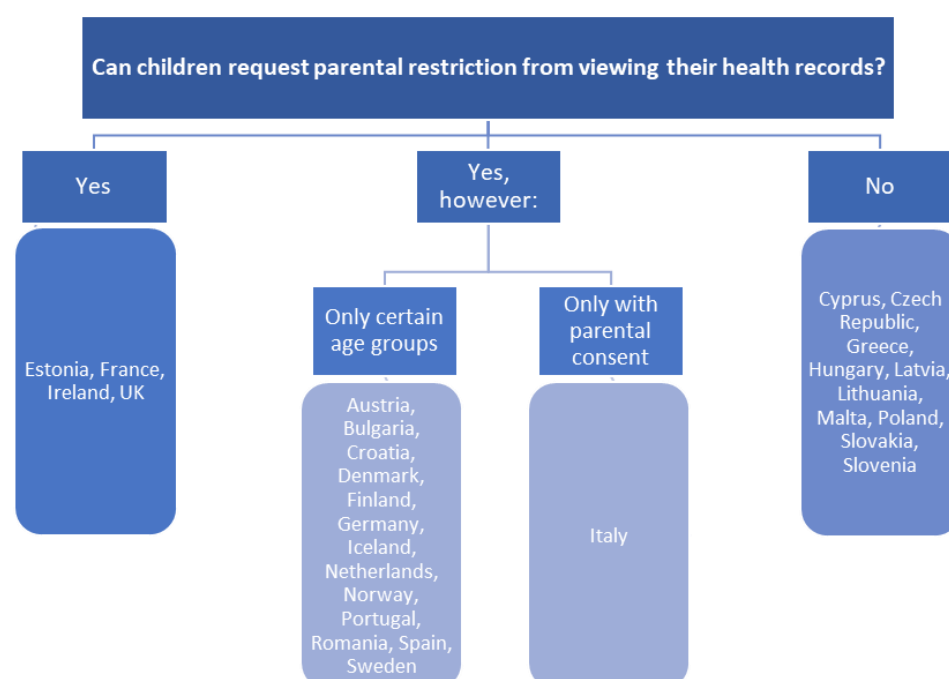 Can children request parental restriction from viewing their health records?
Yes
Yes,
however:
No
Only certain
age groups
Only with
parental
consent
Estonia, France,
Ireland, UK
Austria,
Bulgaria,
Croatia,
Denmark,
Finland,
Germany,
Iceland,
Netherlands,
Norway,
Portugal,
Romania, Spain,
Sweden
Italy
Cyprus, Czech
Republic,
Greece,
Hungary, Latvia,
Lithuania,
Malta, Poland,
Slovakia,
Slovenia